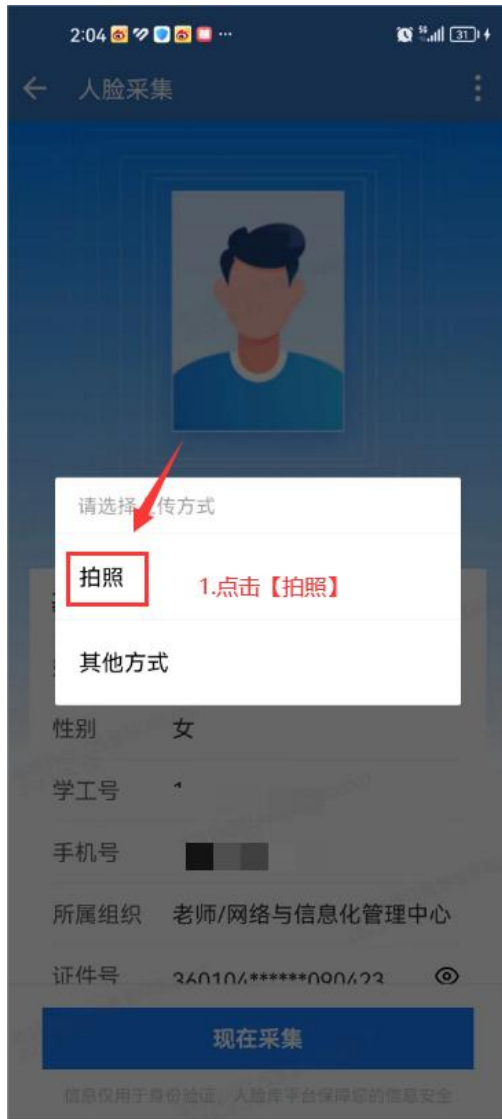 2:04
31
人脸采集
请选择 传方式
拍照
1.点击【拍照】
其他方式
性别 女
学工号 1
手机号
所属组织 老师/网络与信息化管理中心
证件号 360104******090423
现在采集
信息仅用于身份验证，人脸库平台保障您的信息安全